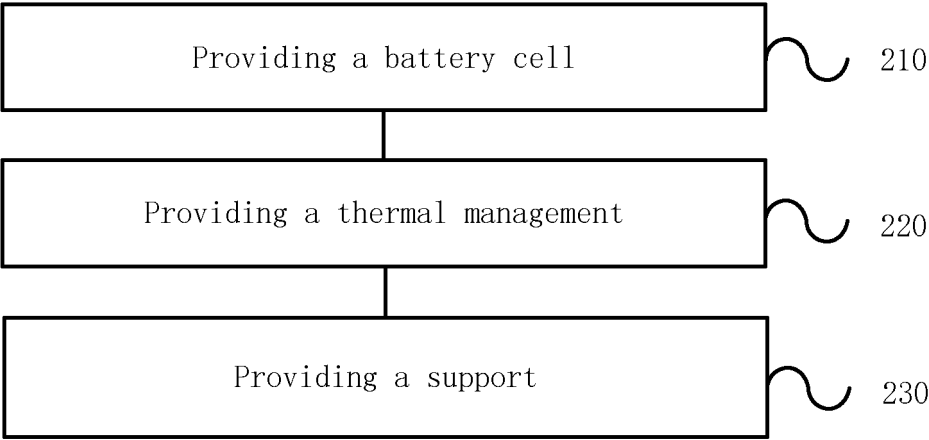 Providing a battery cell
210
Providing a thermal management
220
Providing a support
230